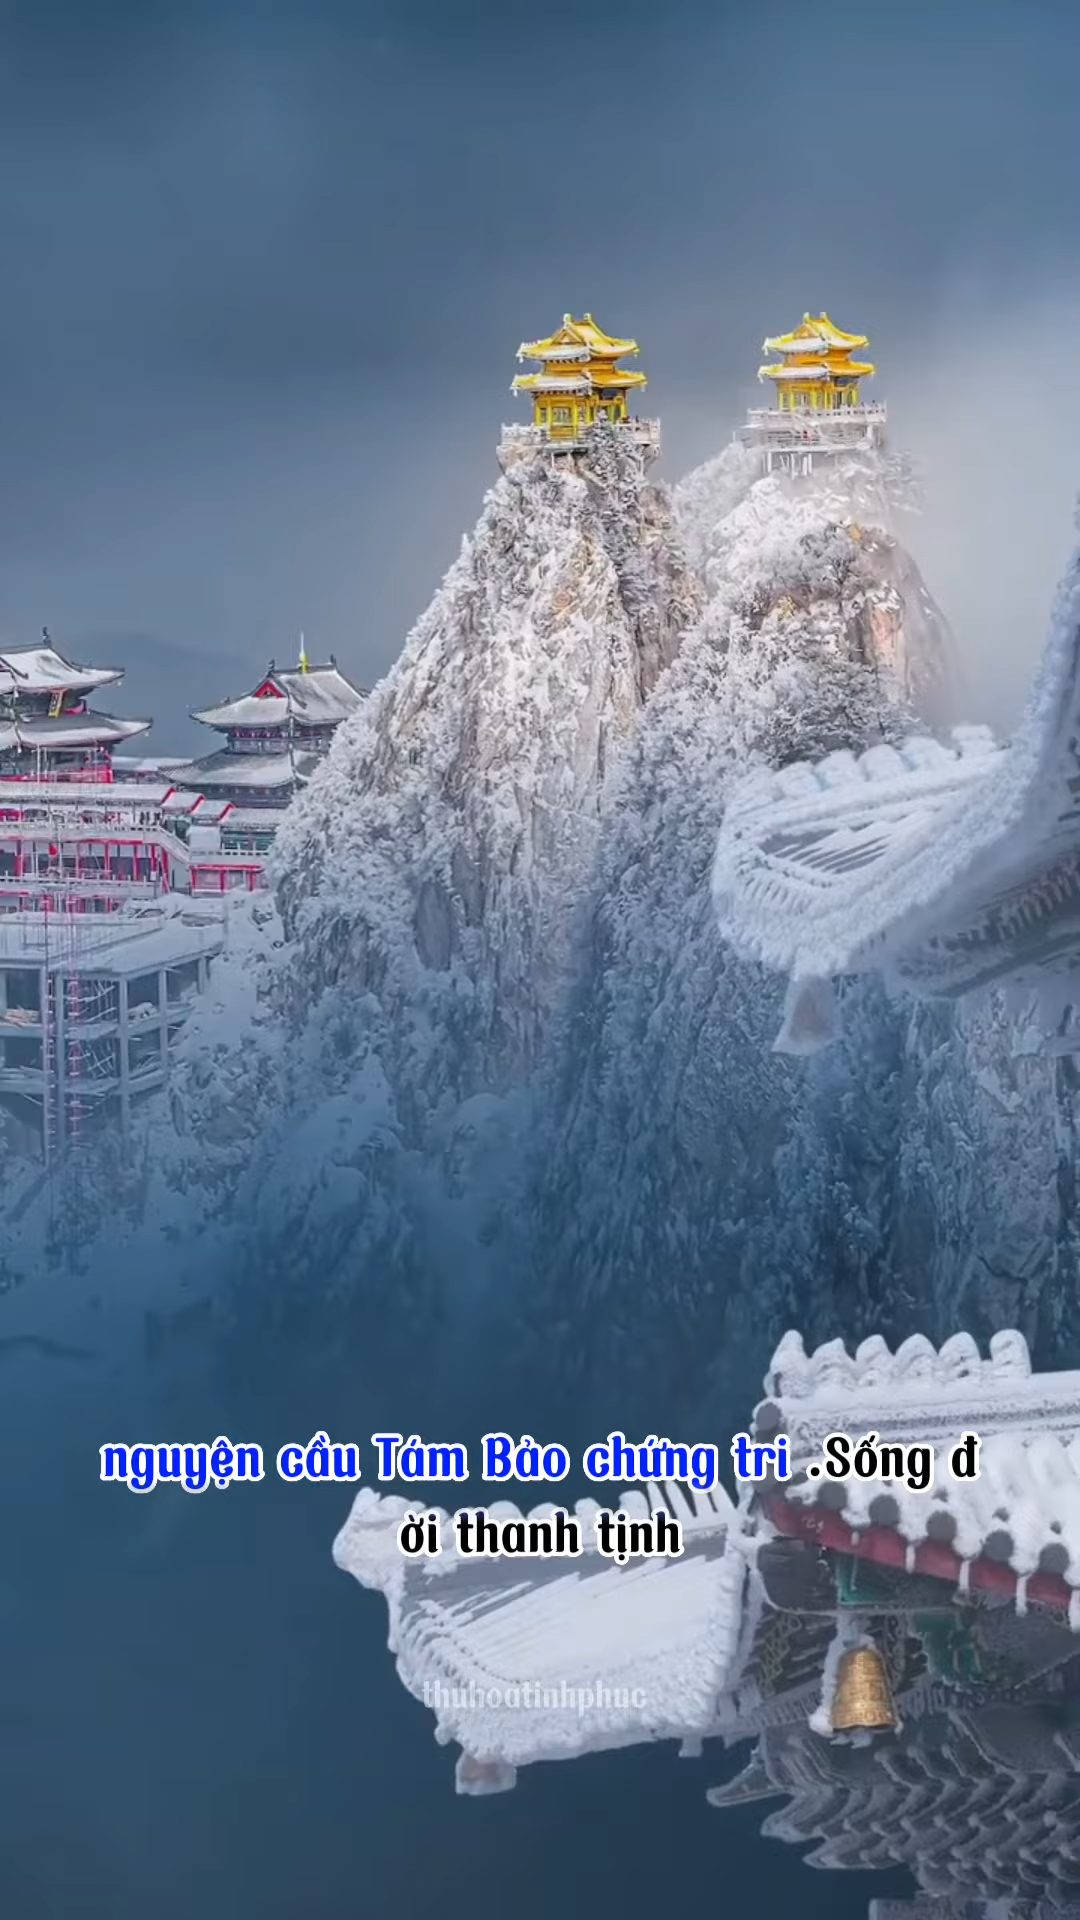 nguyện cầu Tám Bảo chứng tri .Sống đ
ời thanh tịnh
thuhoatinhphuc